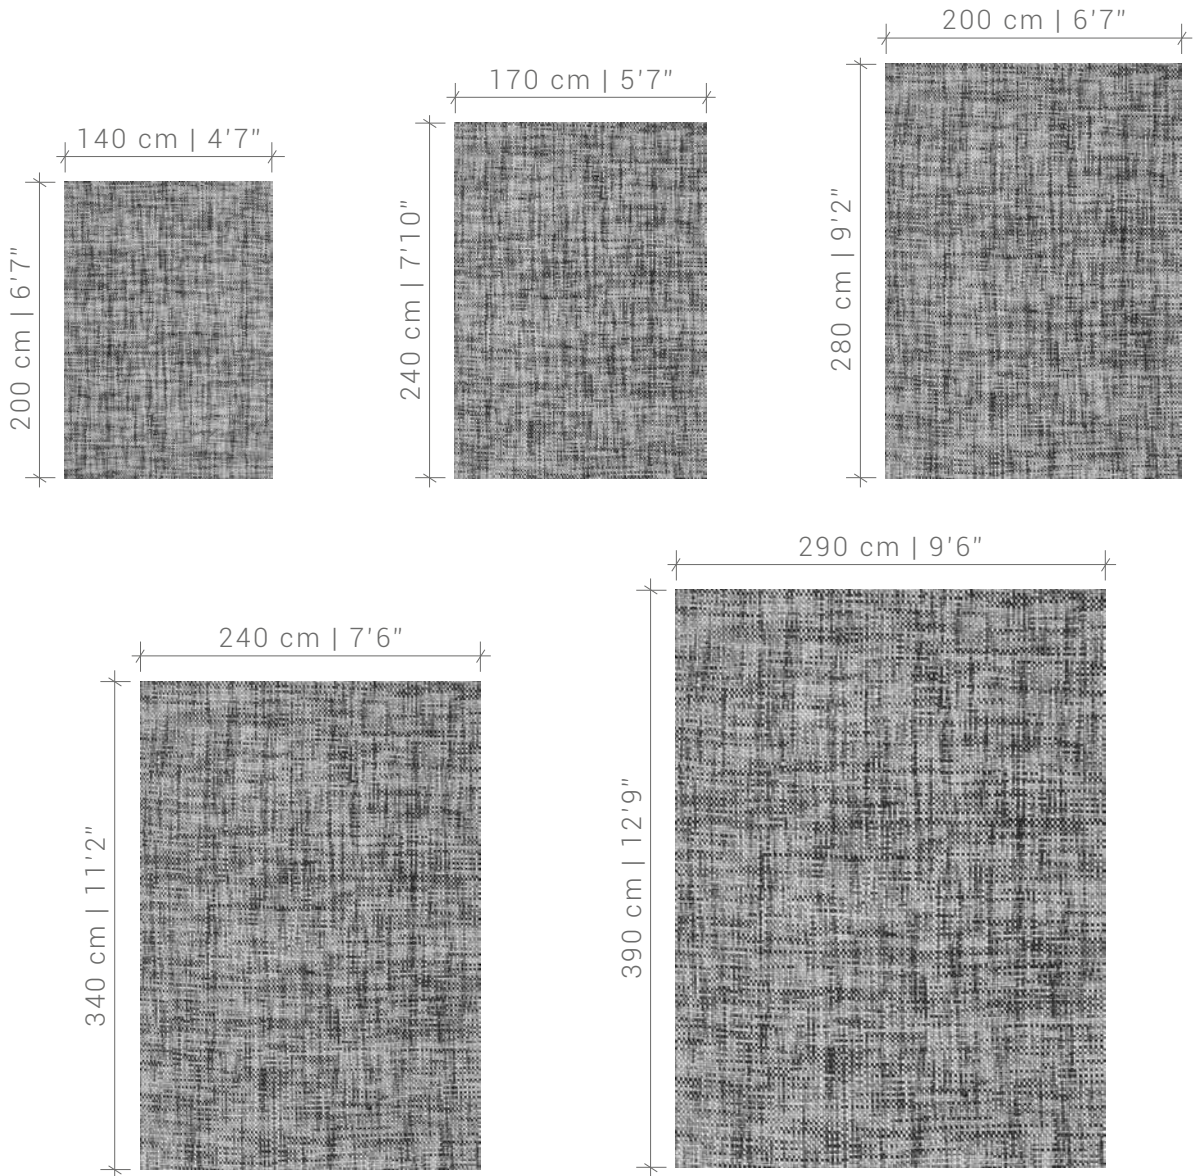 200 cm | 6'7”
170 cm | 5'7”
140 cm | 4'7”
200 cm | 6'7”
240 cm | 7'10”
280 cm | 9'2”
290 cm | 9'6”
240 cm | 7'6”
340 cm | 11'2”
390 cm | 12'9”